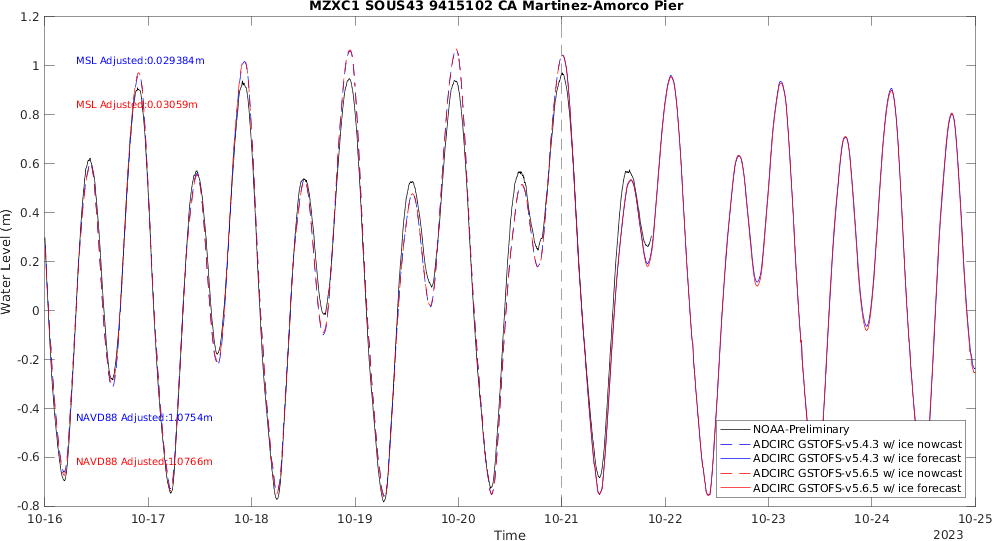 MZXC1 SOUS43 9415102 CA Martinez-Amorco Pier
1.2
1
0.8
0.6
0.4
0.2
0
-0.2
-0.4
-0.6
-0.8
Water Level (m)
MSL Adjusted:0.029384m
MSL Adjusted:0.03059m
NAVD88 Adjusted:1.0754m
NAVD88 Adjusted:1.0766m
NOAA-Preliminary
ADCIRC GSTOFS-v5.4.3 w/ ice nowcast
ADCIRC GSTOFS-v5.4.3 w/ ice forecast
ADCIRC GSTOFS-v5.6.5 w/ ice nowcast
ADCIRC GSTOFS-v5.6.5 w/ ice forecast
10-16 10-17 10-18 10-19 10-20 10-21 10-22 10-23 10-24 10-25
Time
2023